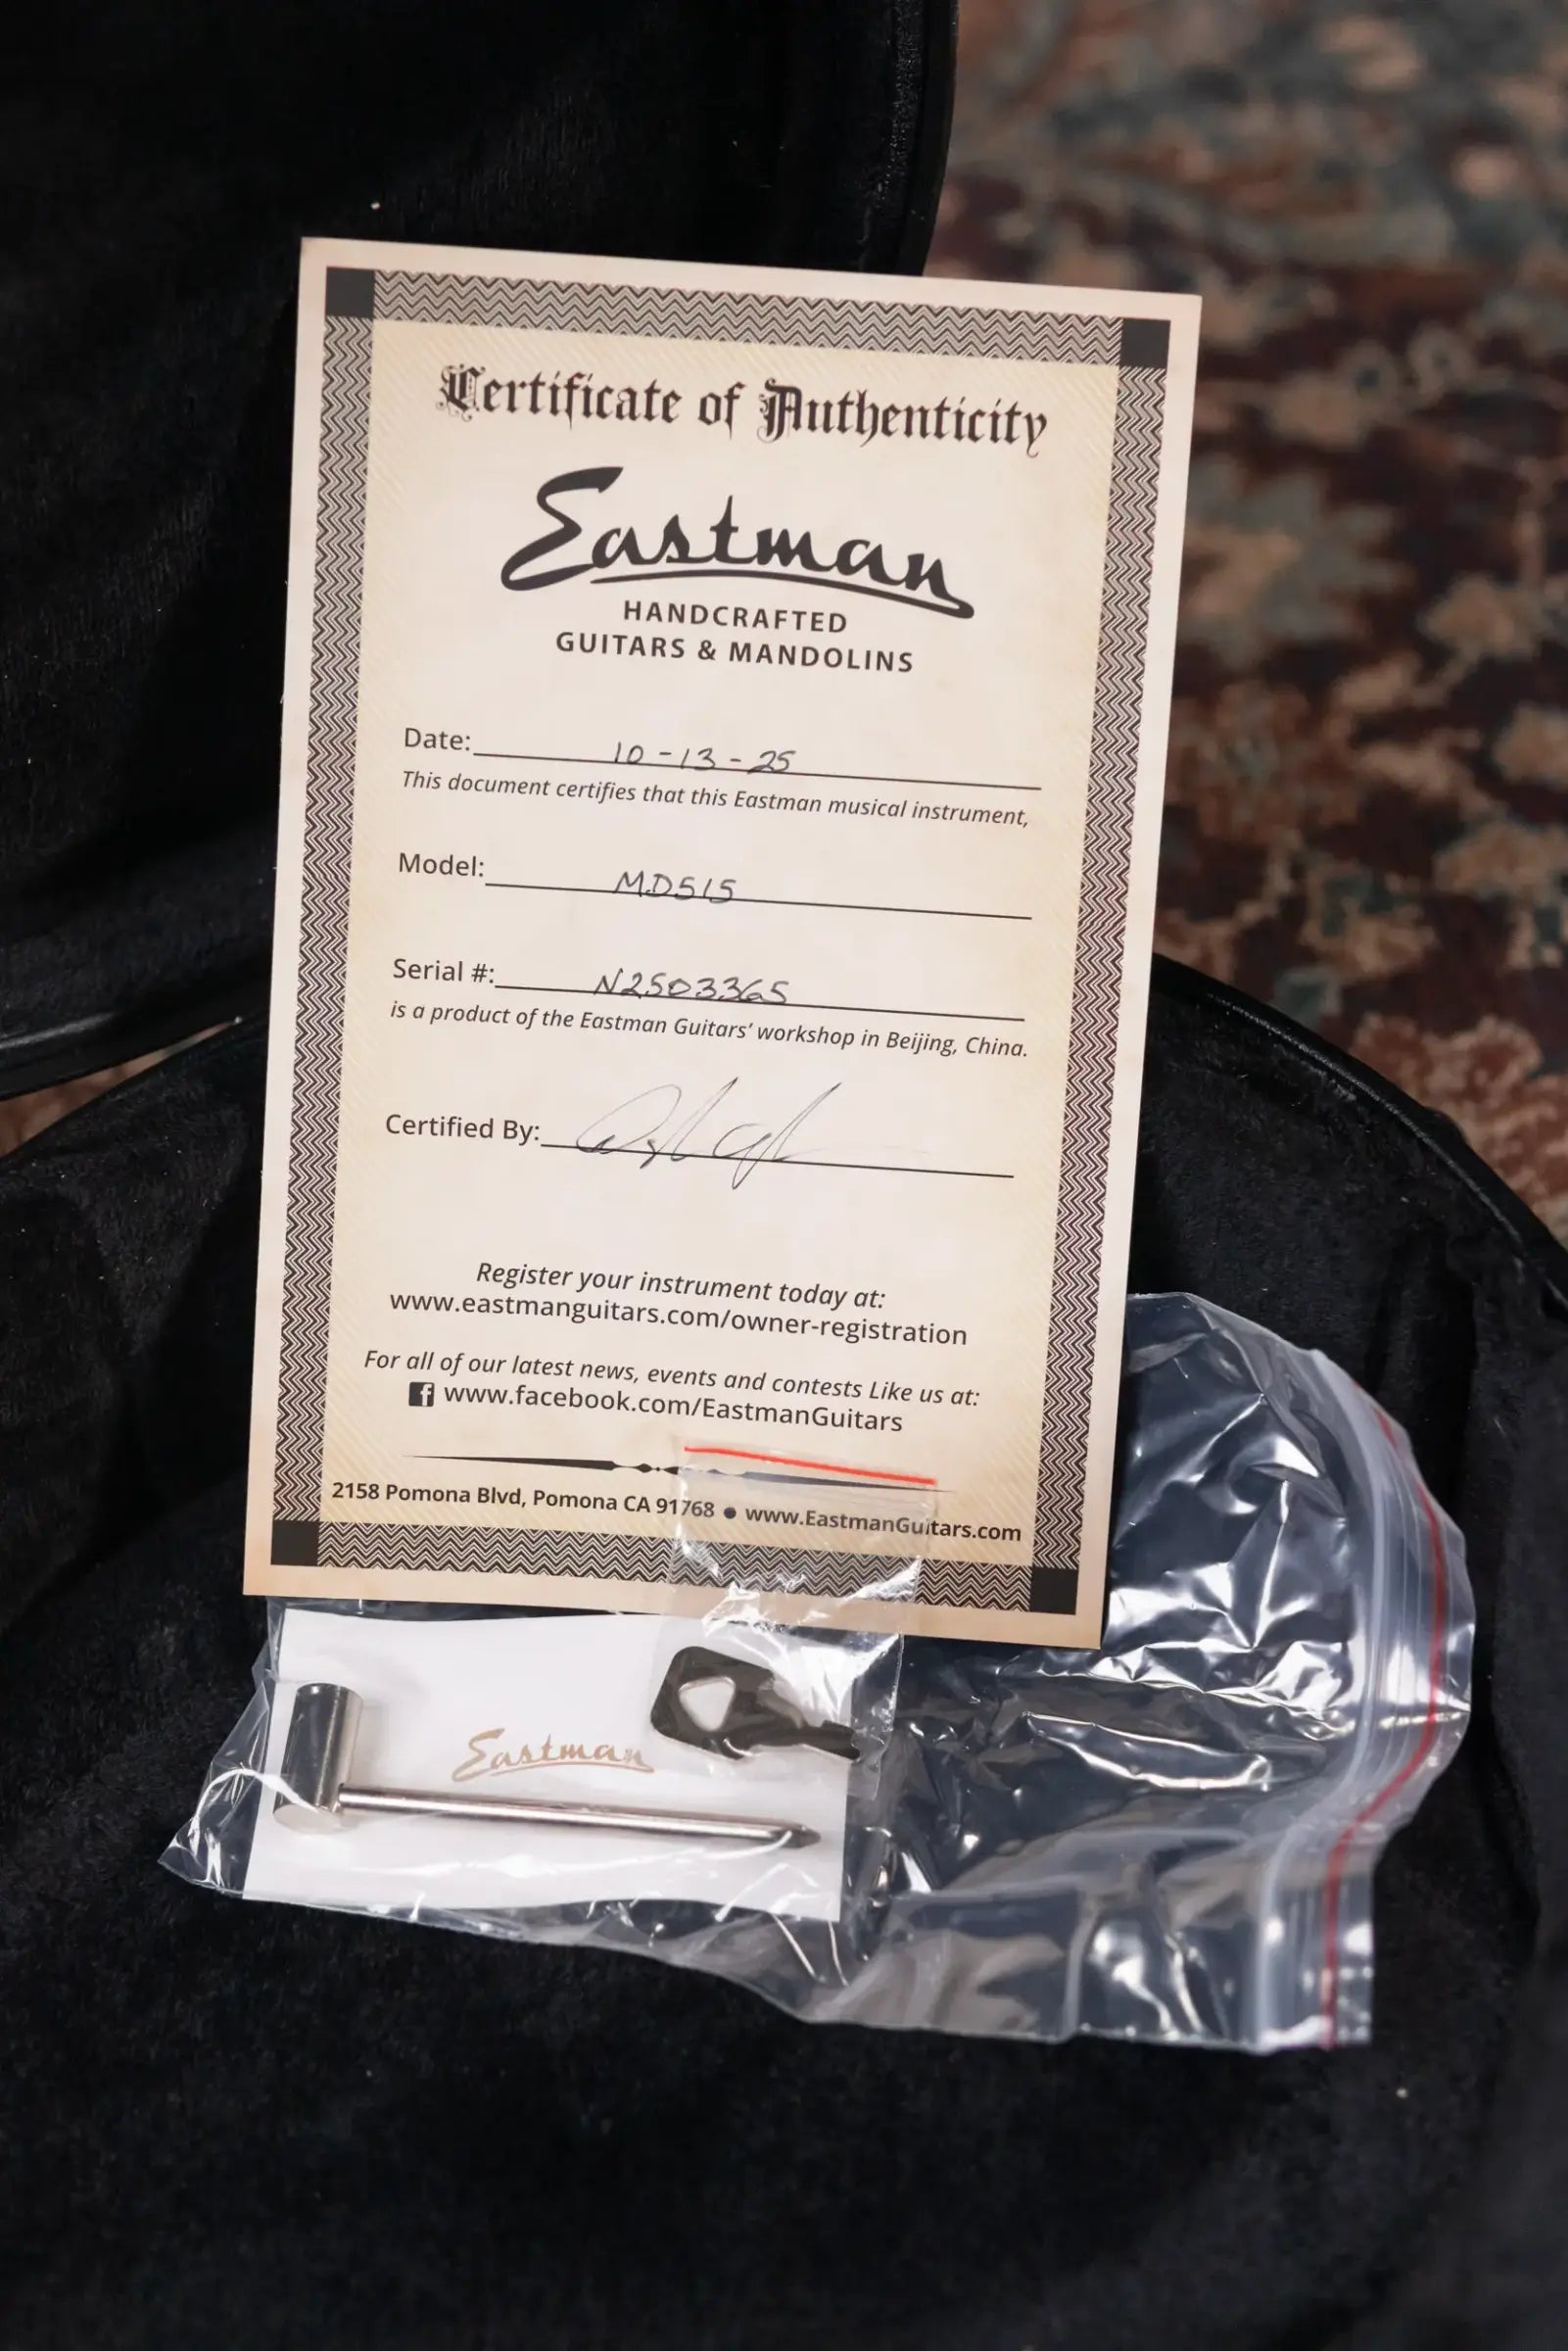 Certificate of Authenticity
Eastman
HANDCRAFTED
GUITARS & MANDOLINS
Date: 10-13-25
This document certifies that this Eastman musical instrument,
Model: MD515
Serial #: N2503365
is a product of the Eastman Guitars' workshop in Beijing, China.
Certified By:
Register your instrument today at:
www.eastmanguitars.com/owner-registration
For all of our latest news, events and contests Like us at:
www.facebook.com/EastmanGuitars
2158 Pomona Blvd, Pomona CA 91768 ● www.EastmanGuitars.com
Eastman